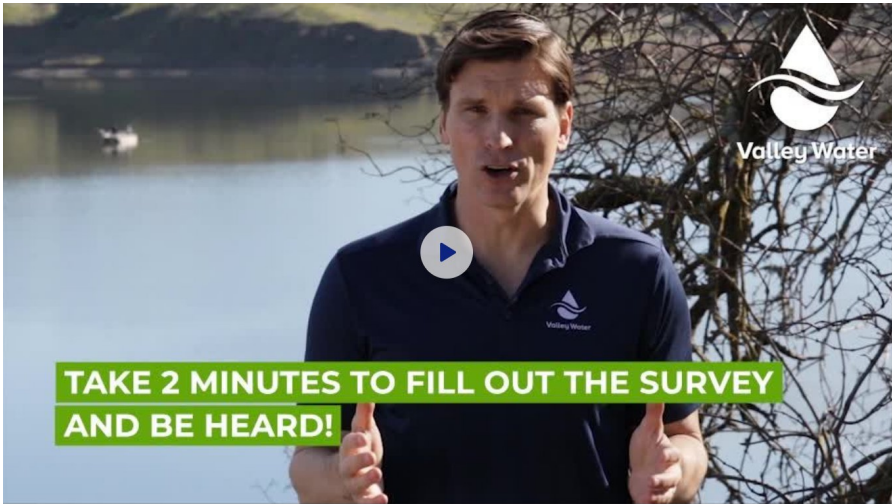 Valley Water
Valley Water
TAKE 2 MINUTES TO FILL OUT THE SURVEY
AND BE HEARD!